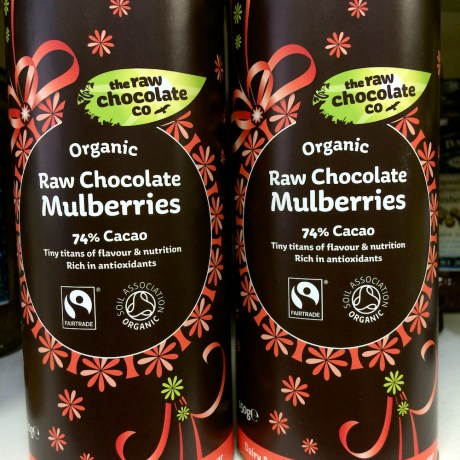 the raw
chocolate
co
Organic
Raw Chocolate
Mulberries
74% Cacao
Tiny titans of flavour & nutrition
Rich in antioxidants
FAIRTRADE
SOIL ASSOCIATION
ORGANIC
the raw
chocolate
co
Organic
Raw Chocolate
Mulberries
74% Cacao
Tiny titans of flavour & nutrition
Rich in antioxidants
FAIRTRADE
SOIL ASSOCIATION
ORGANIC
150g℮
Dairy